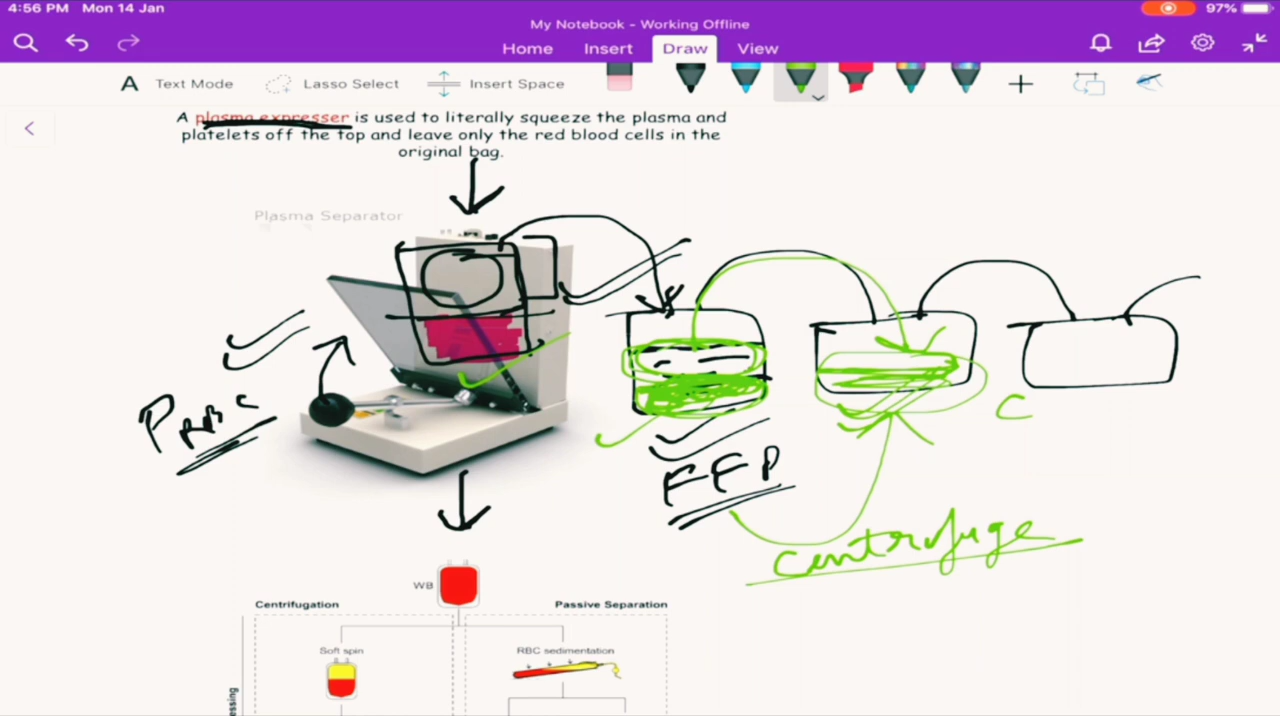 4:56 PM Mon 14 Jan
97%
My Notebook - Working Offline
Home Insert Draw View
A Text Mode Lasso Select Insert Space
A plasma expresser is used to literally squeeze the plasma and
platelets off the top and leave only the red blood cells in the
original bag.
Plasma Separator
PRBC
FFP
C
centrofuge
WB
Centrifugation Passive Separation
Soft spin RBC sedimentation
essing